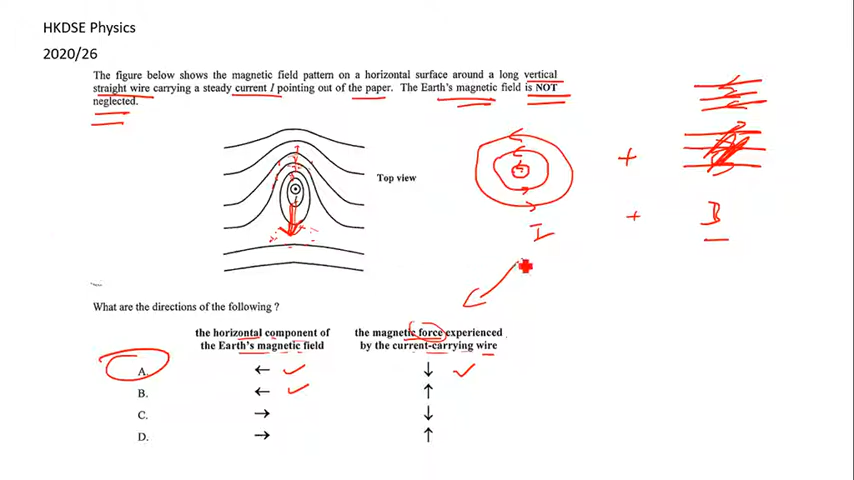 HKDSE Physics
2020/26
The figure below shows the magnetic field pattern on a horizontal surface around a long vertical
straight wire carrying a steady current I pointing out of the paper. The Earth's magnetic field is NOT
neglected.
Top view
+
I + B
What are the directions of the following ?
the horizontal component of the magnetic force experienced
the Earth's magnetic field by the current-carrying wire
A. ← ↓
B. ← ↑
C. → ↓
D. → ↑